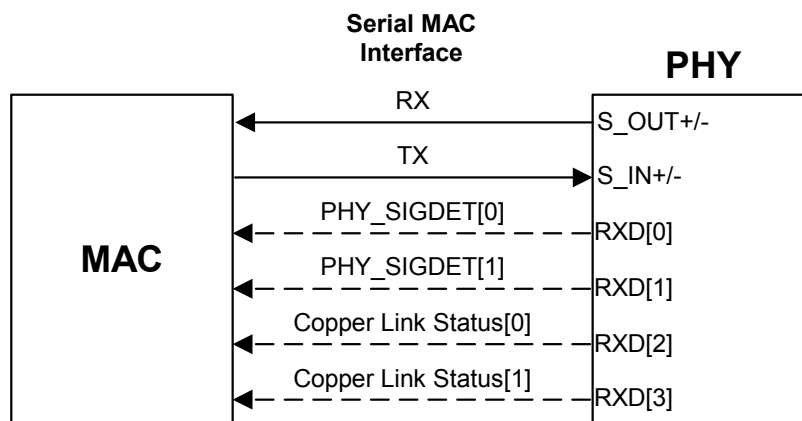 Serial MAC
Interface
PHY
RX
S_OUT+/-
TX
S_IN+/-
PHY_SIGDET[0]
RXD[0]
MAC
PHY_SIGDET[1]
RXD[1]
Copper Link Status[0]
RXD[2]
Copper Link Status[1]
RXD[3]